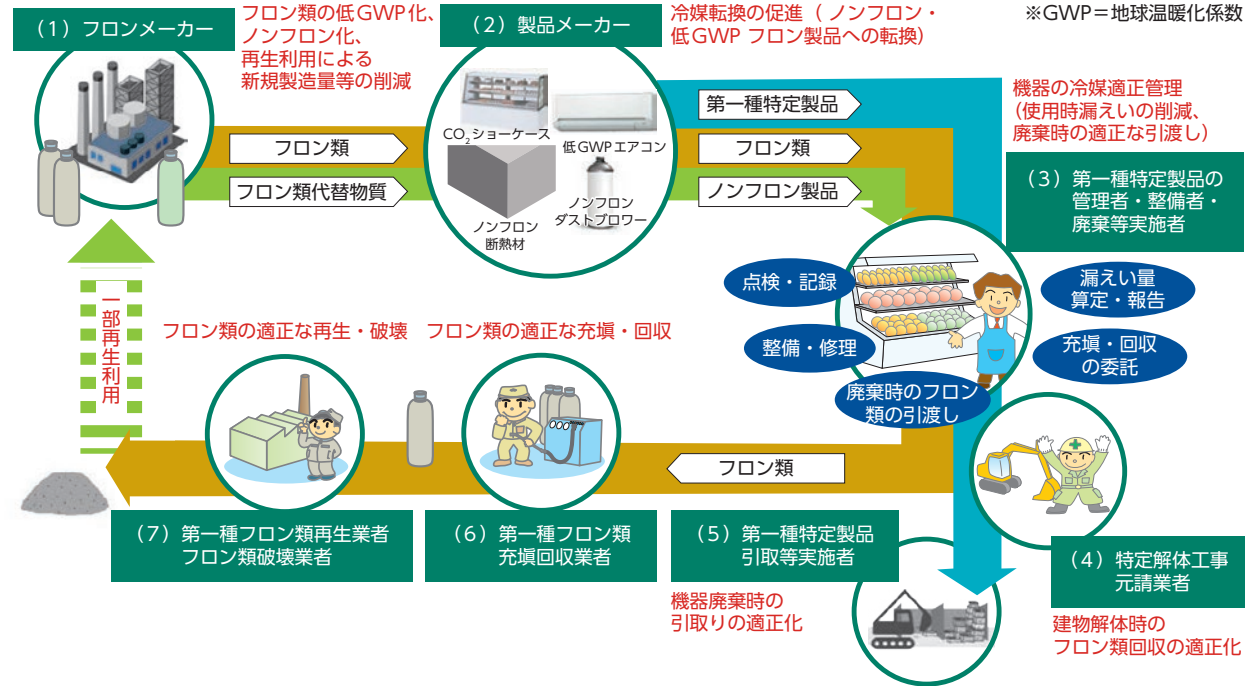 (1) フロンメーカー
フロン類の低GWP化、
ノンフロン化、
再生利用による
新規製造量等の削減
(2) 製品メーカー
冷媒転換の促進( ノンフロン・
低GWP フロン製品への転換)
※GWP=地球温暖化係数
CO₂ショーケース
低GWPエアコン
ノンフロン
断熱材
ノンフロン
ダストブロワー
フロン類
フロン類代替物質
第一種特定製品
フロン類
ノンフロン製品
機器の冷媒適正管理
(使用時漏えいの削減、
廃棄時の適正な引渡し)
(3) 第一種特定製品の
管理者・整備者・
廃棄等実施者
点検・記録
整備・修理
廃棄時のフロン
類の引渡し
漏えい量
算定・報告
充塡・回収
の委託
一部再生利用
フロン類の適正な再生・破壊
フロン類の適正な充塡・回収
フロン類
(7) 第一種フロン類再生業者
フロン類破壊業者
(6) 第一種フロン類
充塡回収業者
(5) 第一種特定製品
引取等実施者
機器廃棄時の
引取りの適正化
(4) 特定解体工事
元請業者
建物解体時の
フロン類回収の適正化